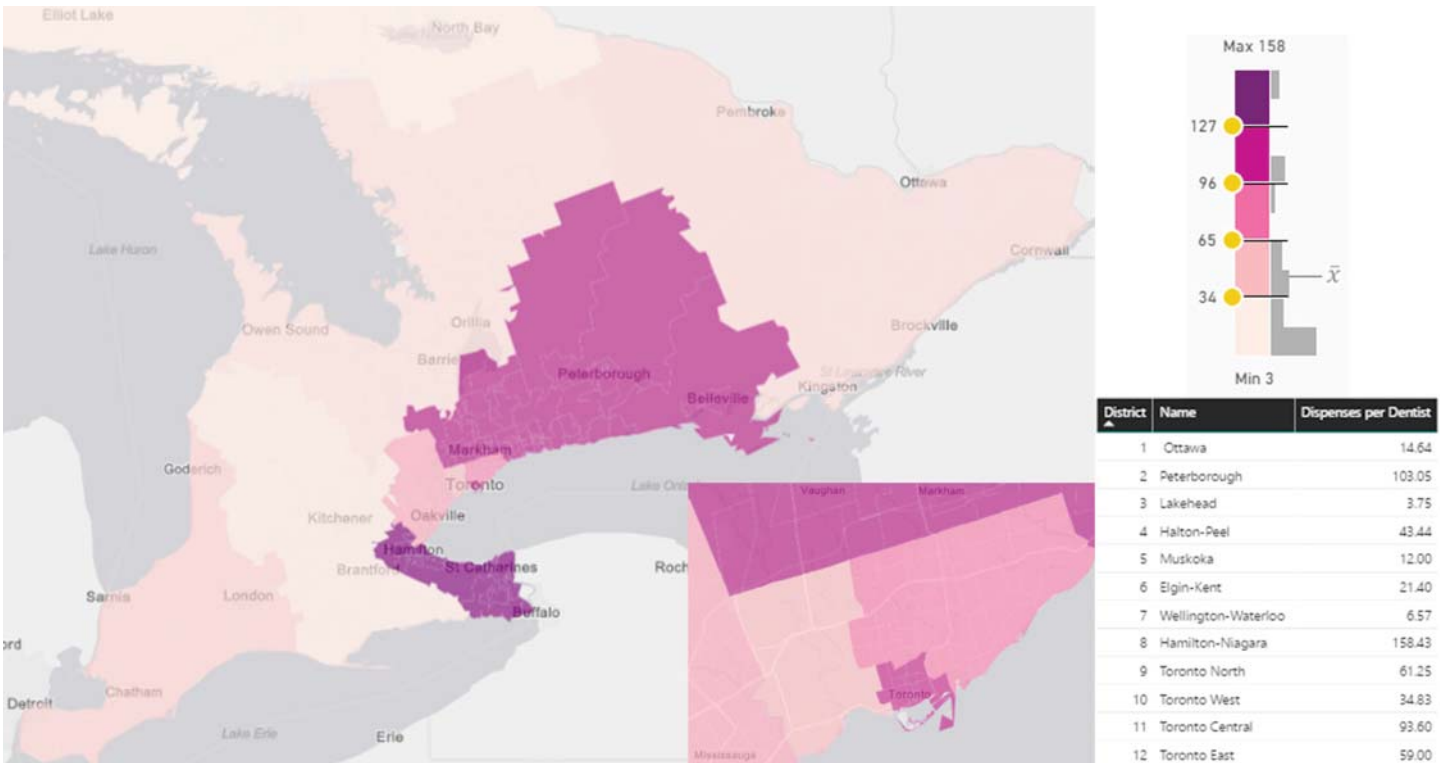 Elliot Lake
North Bay
Pembroke
Ottawa
Lake Huron
Cornwall
Owen Sound
Orillia
Brockville
Barrie
Peterborough
St Lawrence River
Kingston
Belleville
Markham
Goderich
Toronto
Lake
Kitchener
Oakville
Hamilton
Brantford
St Catharines
Roch
Sarnia
London
Buffalo
Chatham
Detroit
Lake Erie
Erie
Vaughan
Markham
Toronto
Mississauga
Max 158
127
96
65
x̄
34
Min 3
District Name Dispenses per Dentist
1 Ottawa 14.64
2 Peterborough 103.05
3 Lakehead 3.75
4 Halton-Peel 43.44
5 Muskoka 12.00
6 Elgin-Kent 21.40
7 Wellington-Waterloo 6.57
8 Hamilton-Niagara 158.43
9 Toronto North 61.25
10 Toronto West 34.83
11 Toronto Central 93.60
12 Toronto East 59.00